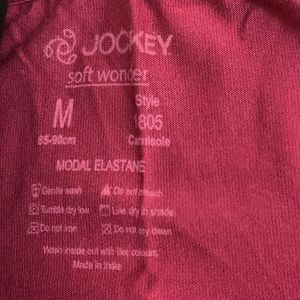 JOCKEY
soft wonder
M Style
85-90cm 1805
Camisole
MODAL ELASTANE
Gentle wash Do not bleach
Tumble dry low Line dry in shade
Do not iron Do not dry clean
Wash inside out with like colours
Made in India